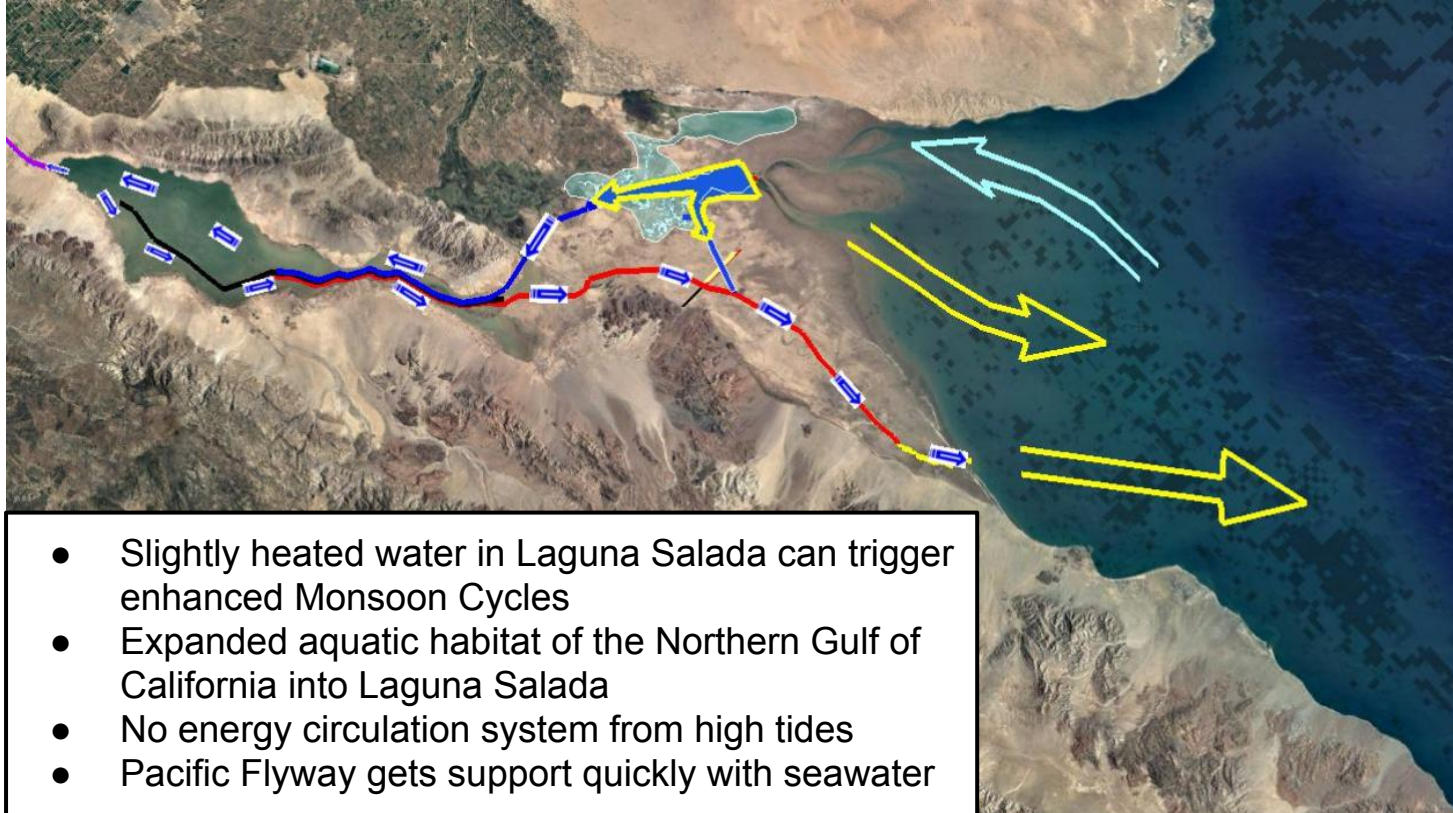 ● Slightly heated water in Laguna Salada can trigger
enhanced Monsoon Cycles
● Expanded aquatic habitat of the Northern Gulf of
California into Laguna Salada
● No energy circulation system from high tides
● Pacific Flyway gets support quickly with seawater